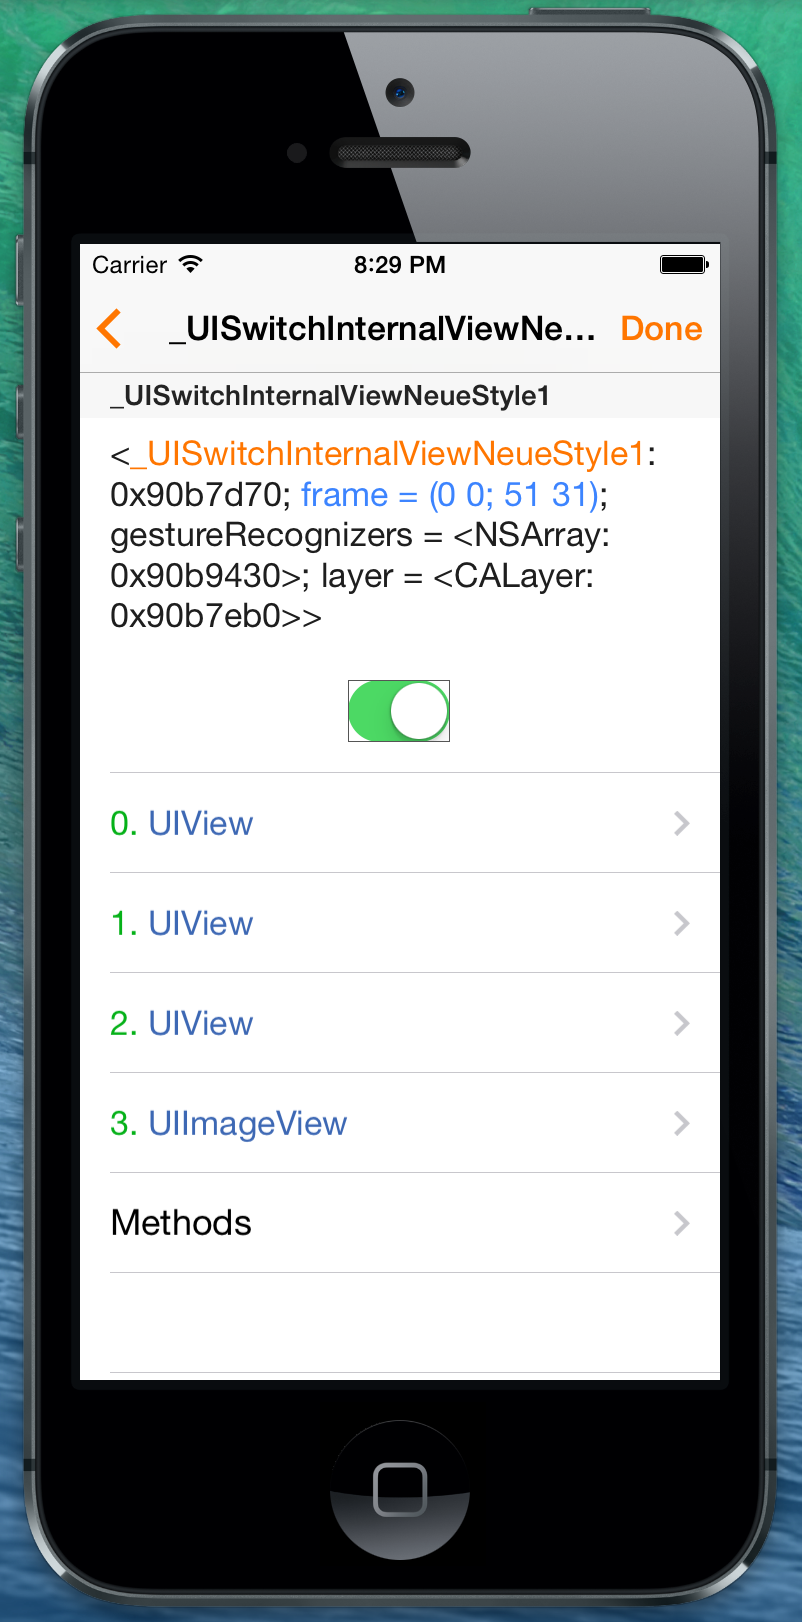 Carrier 8:29 PM
_UISwitchInternalViewNe... Done
_UISwitchInternalViewNeueStyle1
<_UISwitchInternalViewNeueStyle1:
0x90b7d70; frame = (0 0; 51 31);
gestureRecognizers = <NSArray:
0x90b9430>; layer = <CALayer:
0x90b7eb0>>
0. UIView
1. UIView
2. UIView
3. UIImageView
Methods